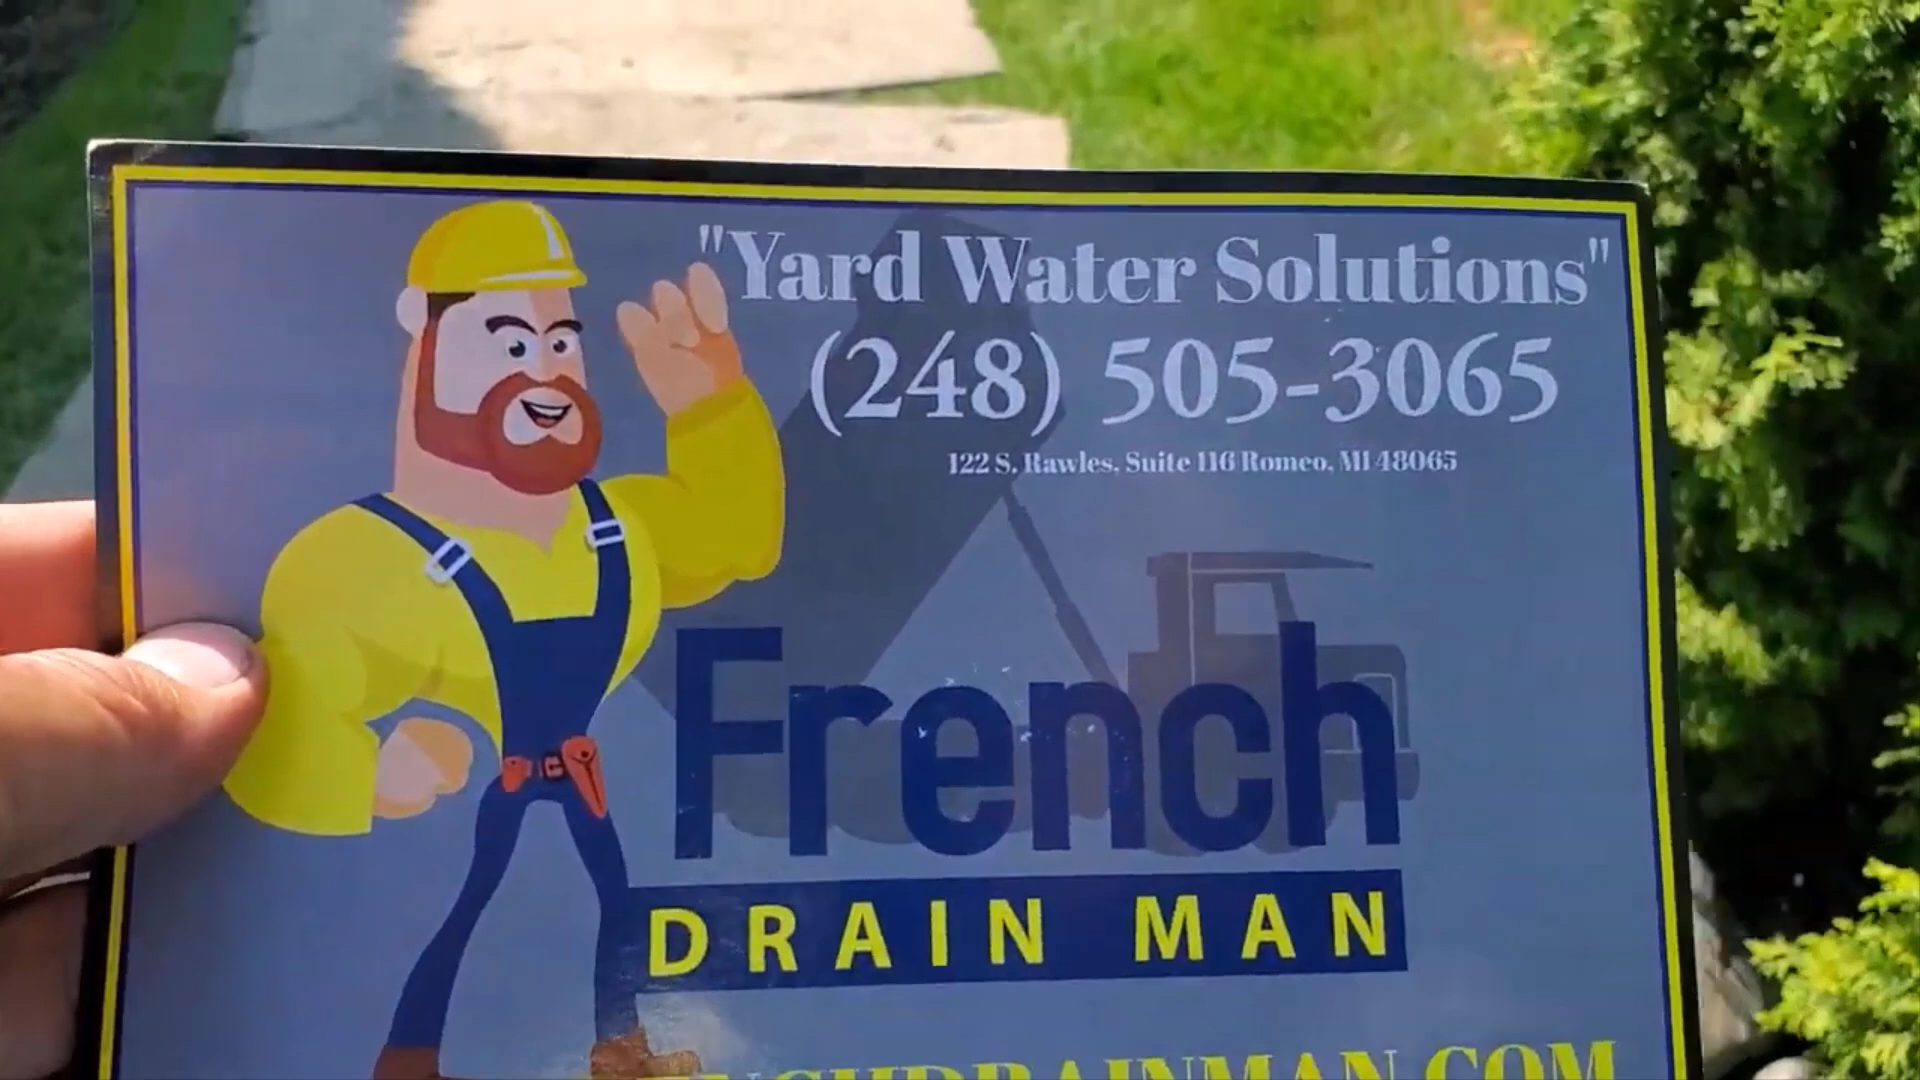 "Yard Water Solutions"
(248) 505-3065
122 S. Rawles, Suite 116 Romeo, MI 48065
French
DRAIN MAN